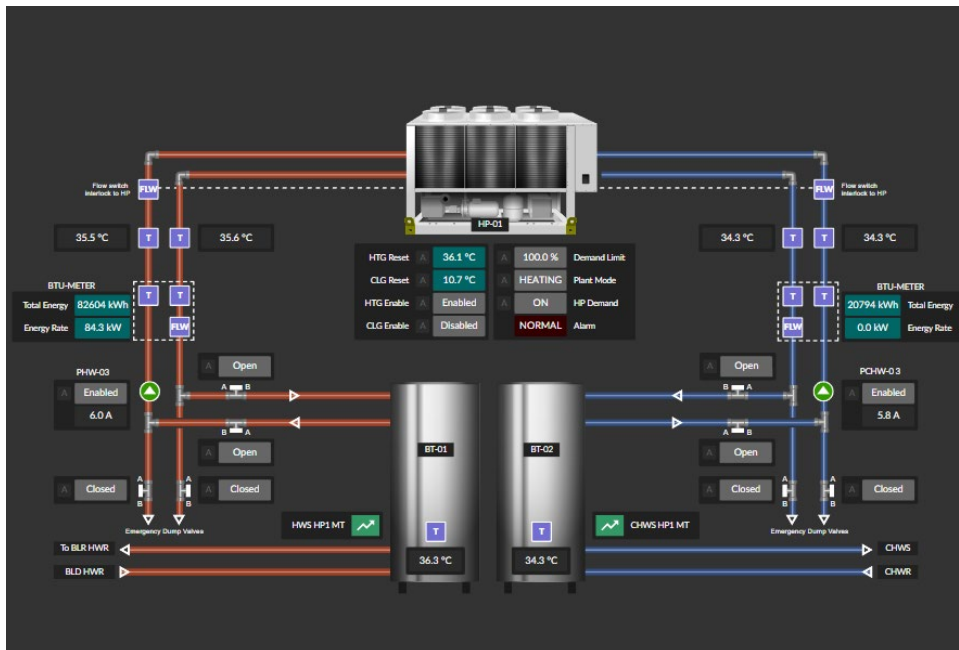 Flow switch
interlock to HP
FLW
FLW
Flow switch
interlock to HP
HP-01
35.5 °C
T
T
35.6 °C
34.3 °C
T
T
34.3 °C
HTG Reset A 36.1 °C
A 100.0 % Demand Limit
CLG Reset A 10.7 °C
A HEATING Plant Mode
HTG Enable A Enabled
A ON HP Demand
CLG Enable A Disabled
NORMAL Alarm
BTU-METER
Total Energy 82604 kWh
Energy Rate 84.3 kW
T
T
FLW
BTU-METER
T
T
FLW
20794 kWh Total Energy
0.0 kW Energy Rate
PHW-03
A Enabled
6.0 A
A Open
A B
B A
A Open
A Open
A B
B A
A Open
PCHW-0 3
A Enabled
5.8 A
BT-01
BT-02
A Closed
A
B
A Closed
A
B
A Closed
A
B
A Closed
A
B
Emergency Dump Valves
Emergency Dump Valves
HWS HP1 MT
CHWS HP1 MT
T
36.3 °C
T
34.3 °C
To BLR HWR
BLD HWR
CHWS
CHWR